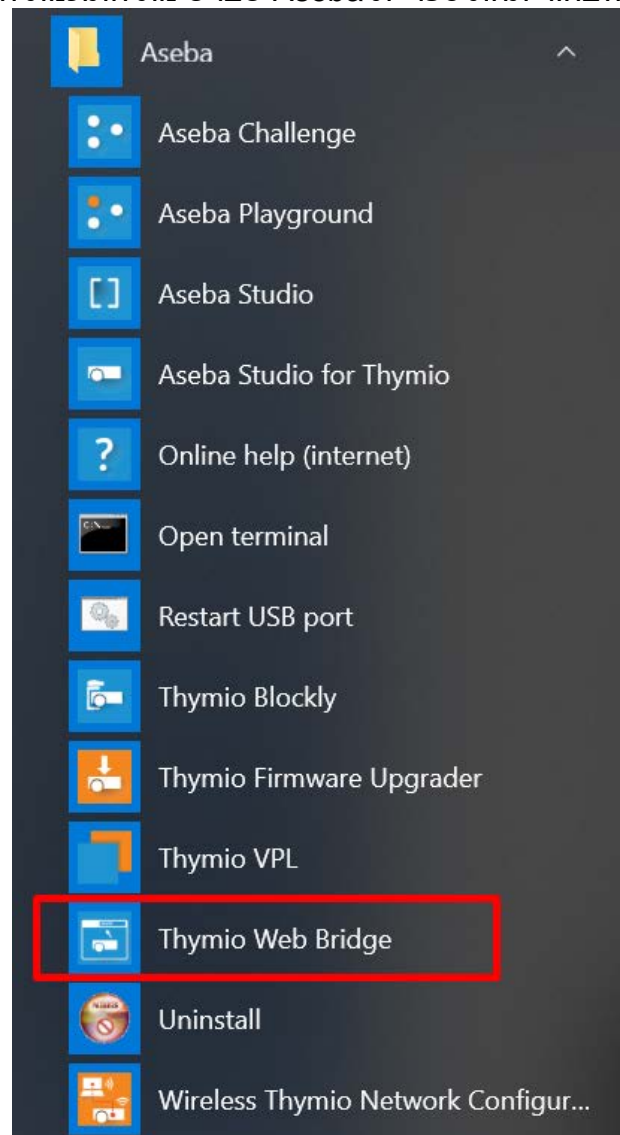 Aseba
Aseba Challenge
Aseba Playground
Aseba Studio
Aseba Studio for Thymio
Online help (internet)
Open terminal
Restart USB port
Thymio Blockly
Thymio Firmware Upgrader
Thymio VPL
Thymio Web Bridge
Uninstall
Wireless Thymio Network Configur...